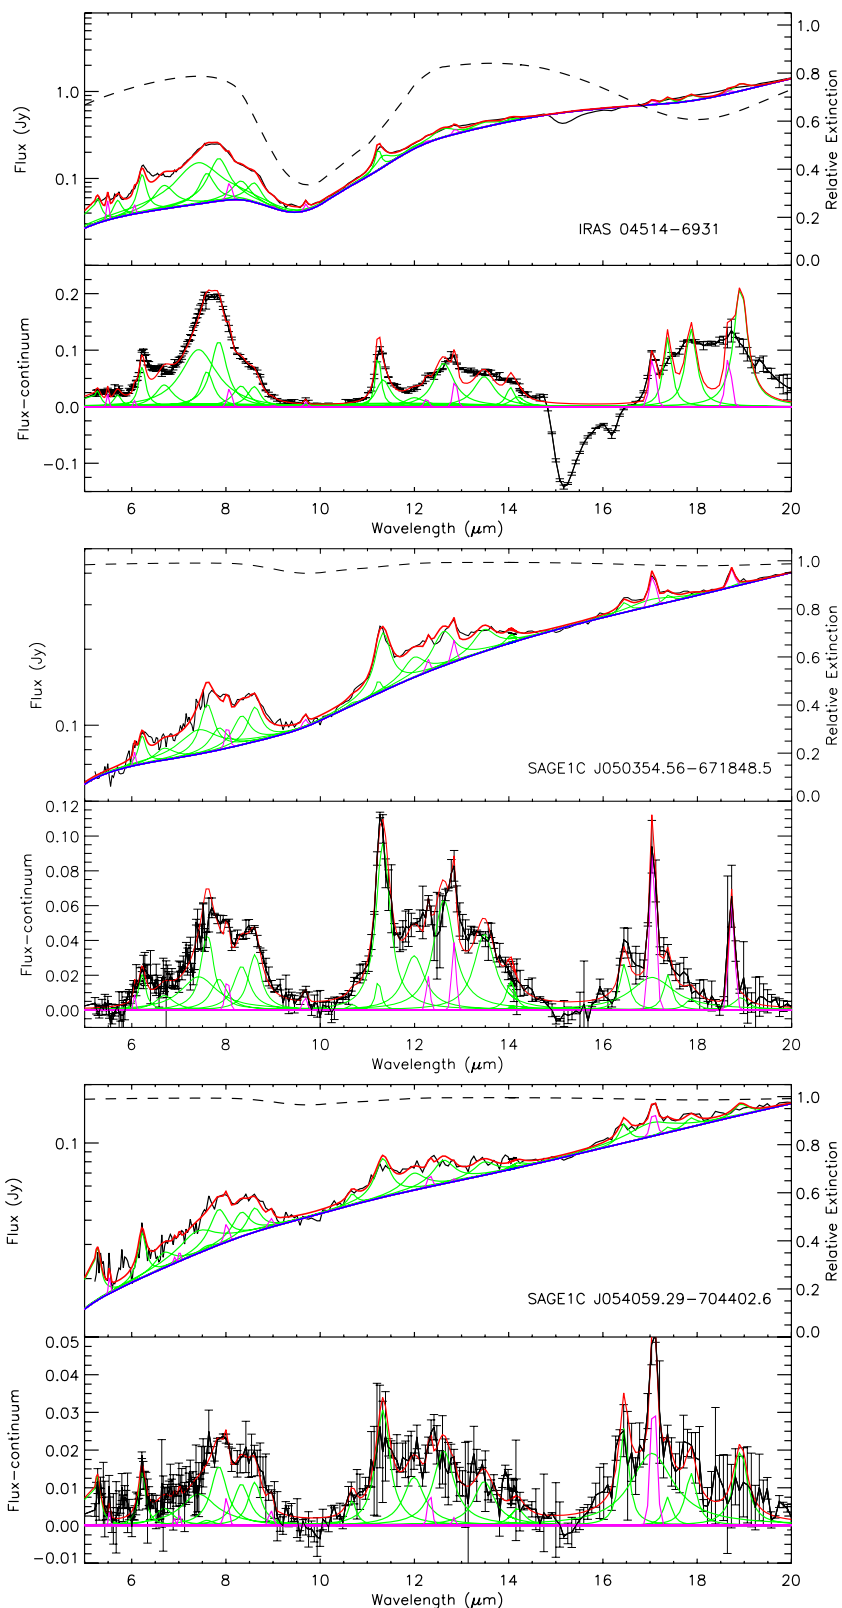 1.0
1.0
0.8
0.6
0.1
0.4
0.2
0.0
Flux (Jy)
Relative Extinction
IRAS 04514−6931
0.2
0.1
0.0
−0.1
Flux−continuum
6 8 10 12 14 16 18 20
Wavelength (μm)
1.0
0.8
0.6
0.4
0.1
0.2
0.0
Flux (Jy)
Relative Extinction
SAGE1C J050354.56−671848.5
0.12
0.10
0.08
0.06
0.04
0.02
0.00
Flux−continuum
6 8 10 12 14 16 18 20
Wavelength (μm)
1.0
0.1
0.8
0.6
0.4
0.2
0.0
Flux (Jy)
Relative Extinction
SAGE1C J054059.29−704402.6
0.05
0.04
0.03
0.02
0.01
0.00
−0.01
Flux−continuum
6 8 10 12 14 16 18 20
Wavelength (μm)